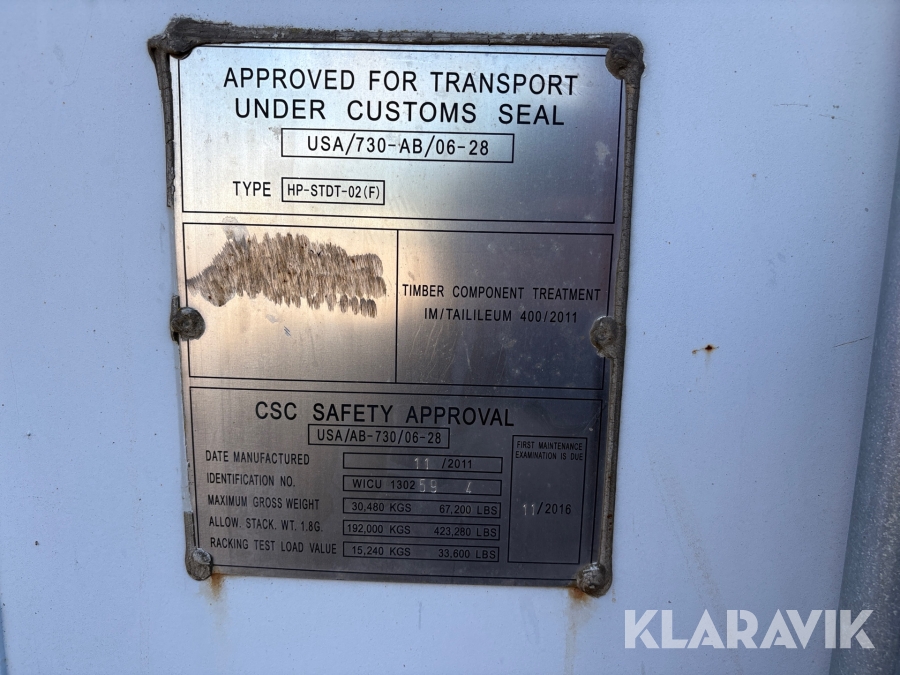 APPROVED FOR TRANSPORT
UNDER CUSTOMS SEAL
USA/730-AB/06-28
TYPE HP-STDT-02(F)
TIMBER COMPONENT TREATMENT
IM/TAILILEUM 400/2011
CSC SAFETY APPROVAL
USA/AB-730/06-28
DATE MANUFACTURED 11 /2011
IDENTIFICATION NO. WICU 130259 4
MAXIMUM GROSS WEIGHT 30,480 KGS 67,200 LBS
ALLOW. STACK. WT. 1.8G. 192,000 KGS 423,280 LBS
RACKING TEST LOAD VALUE 15,240 KGS 33,600 LBS
FIRST MAINTENANCE
EXAMINATION IS DUE
11/2016
KLARAVIK